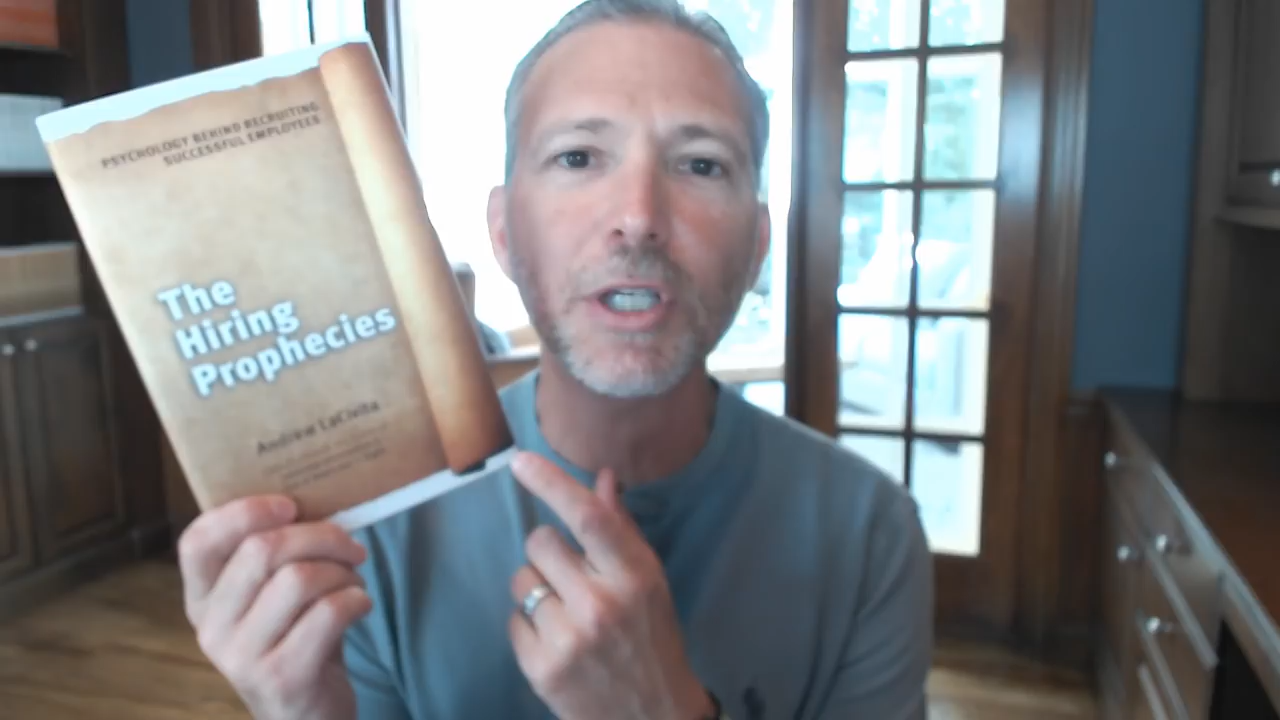 PSYCHOLOGY BEHIND RECRUITING
SUCCESSFUL EMPLOYEES
The
Hiring
Prophecies
Andrew LaCivita